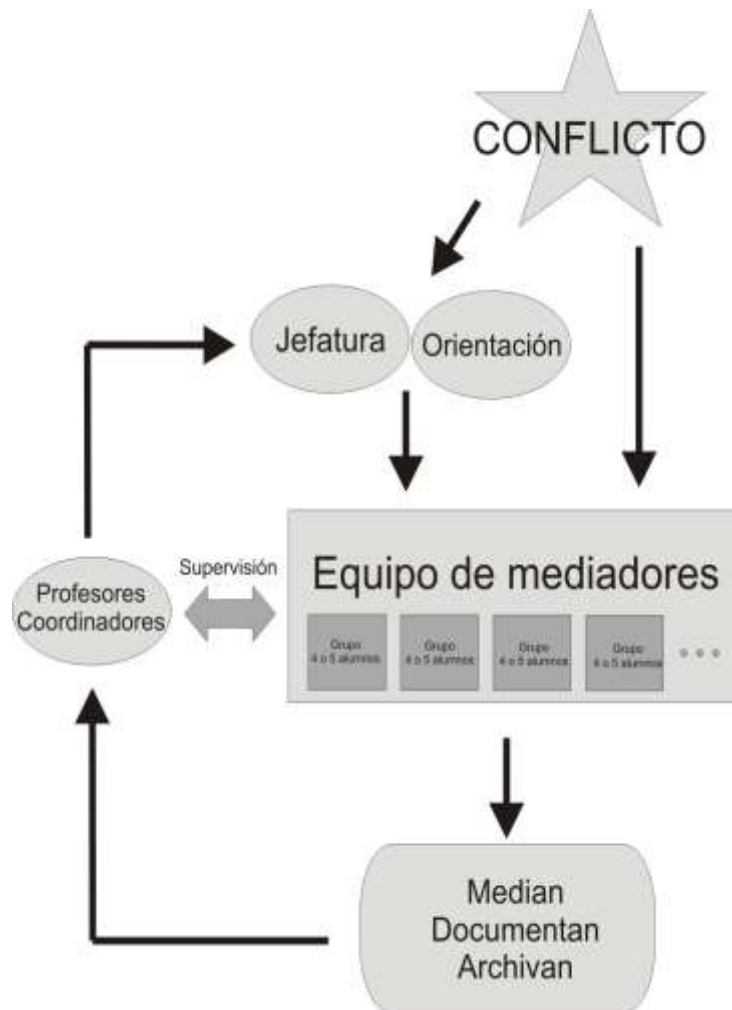 CONFLICTO
Jefatura
Orientación
Supervisión
Profesores
Coordinadores
Equipo de mediadores
Grupo
4 o 5 alumnos
Grupo
4 o 5 alumnos
Grupo
4 o 5 alumnos
Grupo
4 o 5 alumnos
Median
Documentan
Archivan